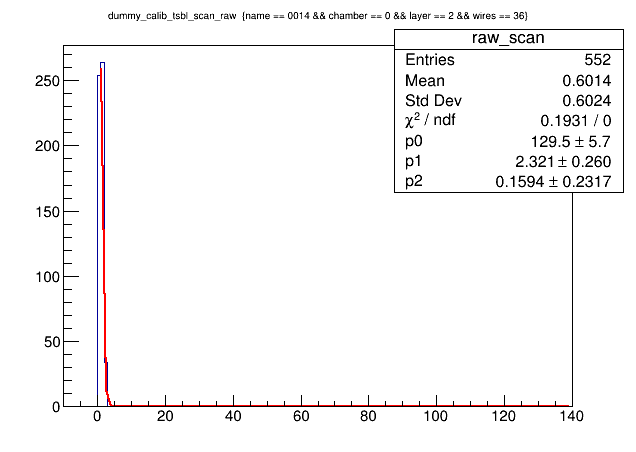 dummy_calib_tsbl_scan_raw {name == 0014 && chamber == 0 && layer == 2 && wires == 36}
raw_scan
Entries 552
Mean 0.6014
Std Dev 0.6024
χ² / ndf 0.1931 / 0
p0 129.5 ± 5.7
p1 2.321 ± 0.260
p2 0.1594 ± 0.2317
250
200
150
100
50
0
0 20 40 60 80 100 120 140